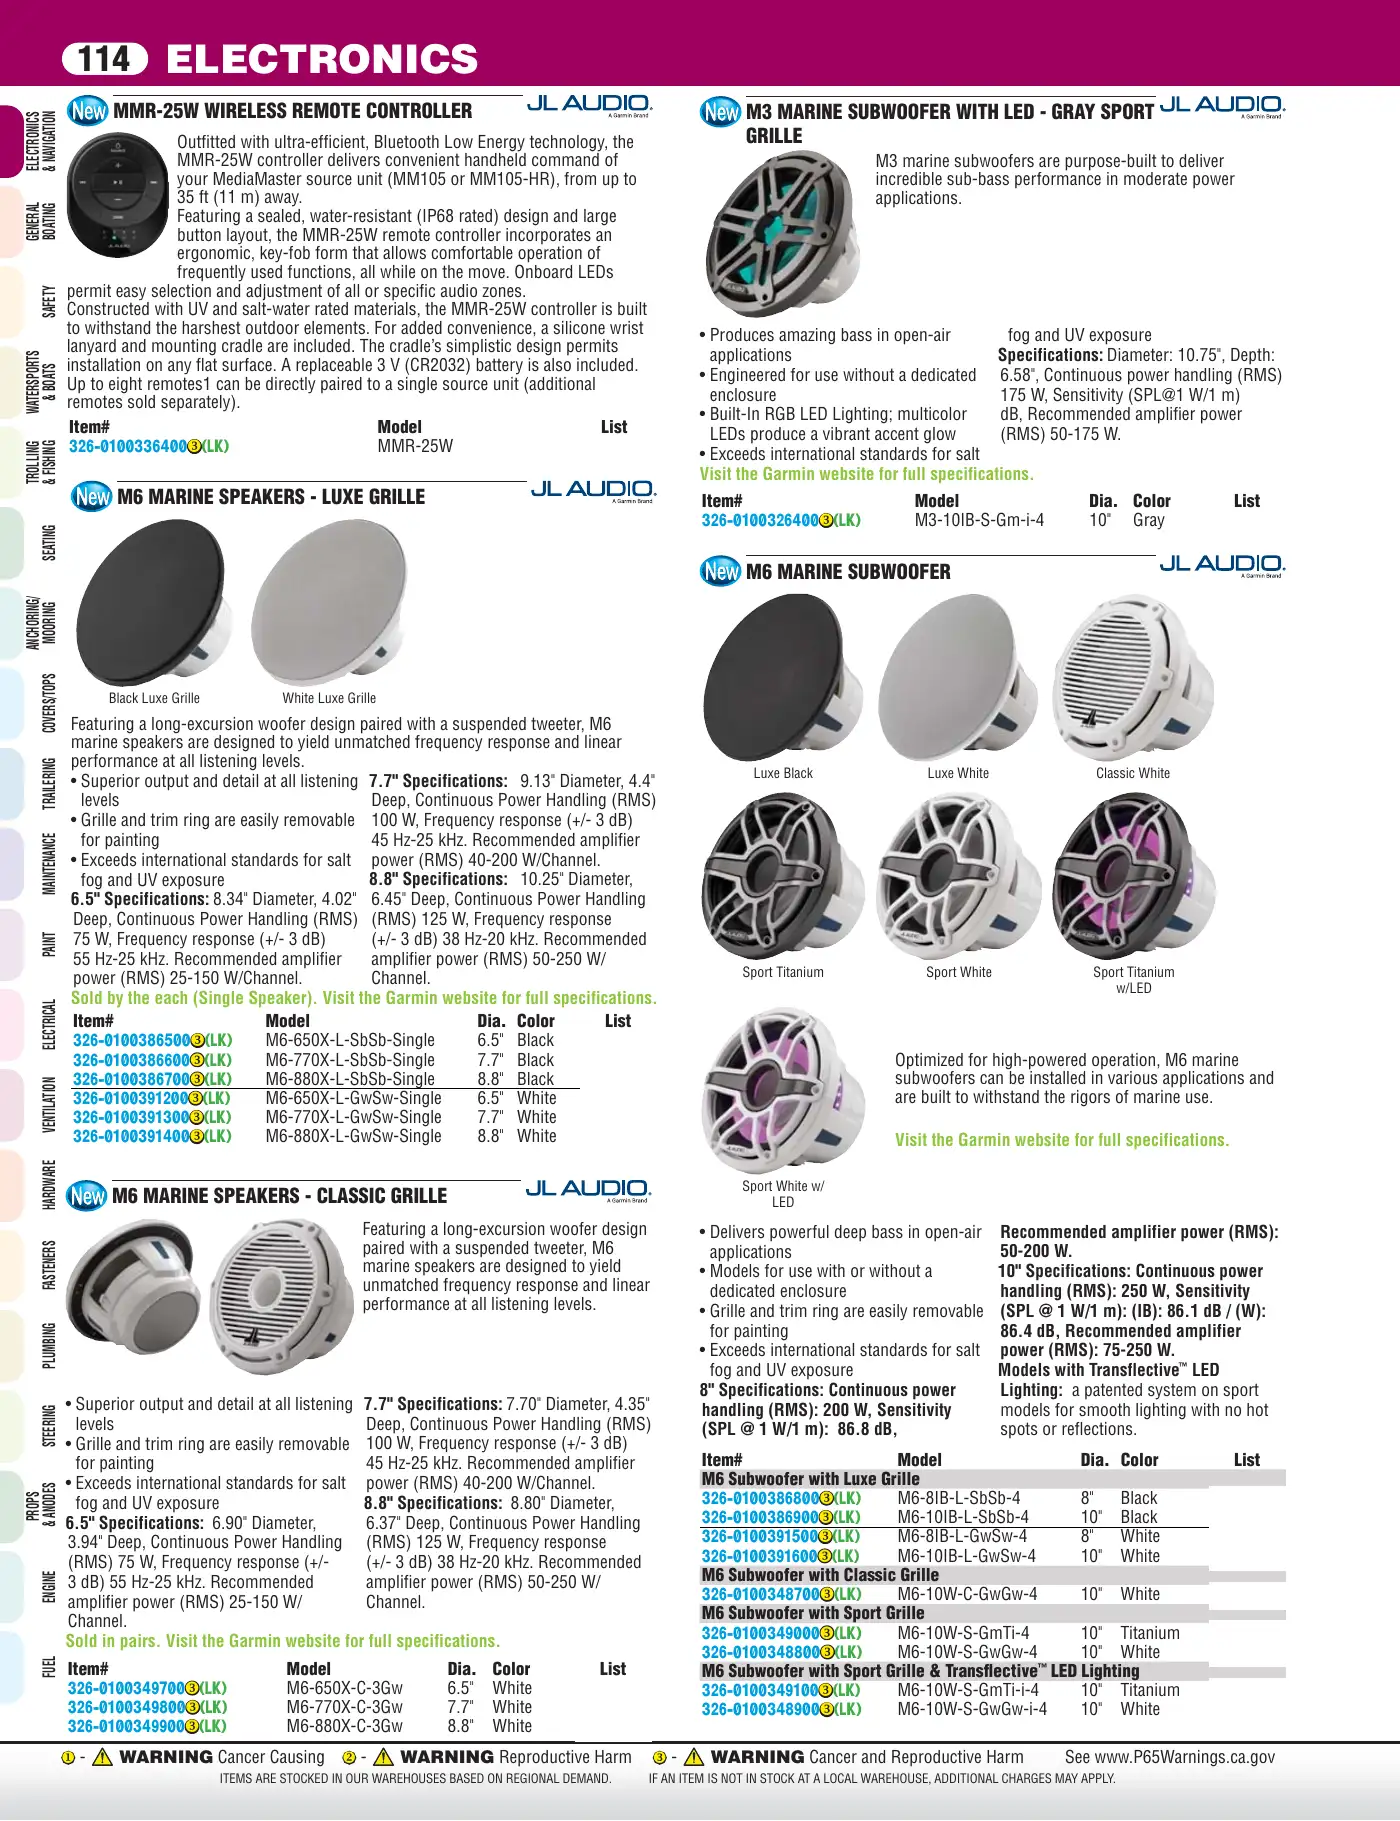 114 ELECTRONICS
ELECTRONICS
& NAVIGATION
GENERAL
BOATING
SAFETY
WATERSPORTS
& BOATS
TROLLING
& FISHING
SEATING
ANCHORING/
MOORING
COVERS/TOPS
TRAILERING
MAINTENANCE
PAINT
ELECTRICAL
VENTILATION
HARDWARE
FASTENERS
PLUMBING
STEERING
PROPS
& ANODES
ENGINE
FUEL
New MMR-25W WIRELESS REMOTE CONTROLLER JL AUDIO®
A Garmin Brand
Outfitted with ultra-efficient, Bluetooth Low Energy technology, the
MMR-25W controller delivers convenient handheld command of
your MediaMaster source unit (MM105 or MM105-HR), from up to
35 ft (11 m) away.
Featuring a sealed, water-resistant (IP68 rated) design and large
button layout, the MMR-25W remote controller incorporates an
ergonomic, key-fob form that allows comfortable operation of
frequently used functions, all while on the move. Onboard LEDs
permit easy selection and adjustment of all or specific audio zones.
Constructed with UV and salt-water rated materials, the MMR-25W controller is built
to withstand the harshest outdoor elements. For added convenience, a silicone wrist
lanyard and mounting cradle are included. The cradle's simplistic design permits
installation on any flat surface. A replaceable 3 V (CR2032) battery is also included.
Up to eight remotes1 can be directly paired to a single source unit (additional
remotes sold separately).
Item# Model List
326-0100336400③(LK) MMR-25W
New M6 MARINE SPEAKERS - LUXE GRILLE JL AUDIO®
A Garmin Brand
Black Luxe Grille White Luxe Grille
Featuring a long-excursion woofer design paired with a suspended tweeter, M6
marine speakers are designed to yield unmatched frequency response and linear
performance at all listening levels.
• Superior output and detail at all listening
levels
• Grille and trim ring are easily removable
for painting
• Exceeds international standards for salt
fog and UV exposure
6.5" Specifications: 8.34" Diameter, 4.02"
Deep, Continuous Power Handling (RMS)
75 W, Frequency response (+/- 3 dB)
55 Hz-25 kHz. Recommended amplifier
power (RMS) 25-150 W/Channel.
7.7" Specifications: 9.13" Diameter, 4.4"
Deep, Continuous Power Handling (RMS)
100 W, Frequency response (+/- 3 dB)
45 Hz-25 kHz. Recommended amplifier
power (RMS) 40-200 W/Channel.
8.8" Specifications: 10.25" Diameter,
6.45" Deep, Continuous Power Handling
(RMS) 125 W, Frequency response
(+/- 3 dB) 38 Hz-20 kHz. Recommended
amplifier power (RMS) 50-250 W/
Channel.
Sold by the each (Single Speaker). Visit the Garmin website for full specifications.
Item# Model Dia. Color List
326-0100386500③(LK) M6-650X-L-SbSb-Single 6.5" Black
326-0100386600③(LK) M6-770X-L-SbSb-Single 7.7" Black
326-0100386700③(LK) M6-880X-L-SbSb-Single 8.8" Black
326-0100391200③(LK) M6-650X-L-GwSw-Single 6.5" White
326-0100391300③(LK) M6-770X-L-GwSw-Single 7.7" White
326-0100391400③(LK) M6-880X-L-GwSw-Single 8.8" White
New M6 MARINE SPEAKERS - CLASSIC GRILLE JL AUDIO®
A Garmin Brand
Featuring a long-excursion woofer design
paired with a suspended tweeter, M6
marine speakers are designed to yield
unmatched frequency response and linear
performance at all listening levels.
• Superior output and detail at all listening
levels
• Grille and trim ring are easily removable
for painting
• Exceeds international standards for salt
fog and UV exposure
6.5" Specifications: 6.90" Diameter,
3.94" Deep, Continuous Power Handling
(RMS) 75 W, Frequency response (+/-
3 dB) 55 Hz-25 kHz. Recommended
amplifier power (RMS) 25-150 W/
Channel.
7.7" Specifications: 7.70" Diameter, 4.35"
Deep, Continuous Power Handling (RMS)
100 W, Frequency response (+/- 3 dB)
45 Hz-25 kHz. Recommended amplifier
power (RMS) 40-200 W/Channel.
8.8" Specifications: 8.80" Diameter,
6.37" Deep, Continuous Power Handling
(RMS) 125 W, Frequency response
(+/- 3 dB) 38 Hz-20 kHz. Recommended
amplifier power (RMS) 50-250 W/
Channel.
Sold in pairs. Visit the Garmin website for full specifications.
Item# Model Dia. Color List
326-0100349700③(LK) M6-650X-C-3Gw 6.5" White
326-0100349800③(LK) M6-770X-C-3Gw 7.7" White
326-0100349900③(LK) M6-880X-C-3Gw 8.8" White
New M3 MARINE SUBWOOFER WITH LED - GRAY SPORT JL AUDIO®
A Garmin Brand
GRILLE
M3 marine subwoofers are purpose-built to deliver
incredible sub-bass performance in moderate power
applications.
• Produces amazing bass in open-air
applications
• Engineered for use without a dedicated
enclosure
• Built-In RGB LED Lighting; multicolor
LEDs produce a vibrant accent glow
• Exceeds international standards for salt
fog and UV exposure
Specifications: Diameter: 10.75", Depth:
6.58", Continuous power handling (RMS)
175 W, Sensitivity (SPL@1 W/1 m)
dB, Recommended amplifier power
(RMS) 50-175 W.
Visit the Garmin website for full specifications.
Item# Model Dia. Color List
326-0100326400③(LK) M3-10IB-S-Gm-i-4 10" Gray
New M6 MARINE SUBWOOFER JL AUDIO®
A Garmin Brand
Luxe Black Luxe White Classic White
Sport Titanium Sport White Sport Titanium
w/LED
Optimized for high-powered operation, M6 marine
subwoofers can be installed in various applications and
are built to withstand the rigors of marine use.
Visit the Garmin website for full specifications.
Sport White w/
LED
• Delivers powerful deep bass in open-air
applications
• Models for use with or without a
dedicated enclosure
• Grille and trim ring are easily removable
for painting
• Exceeds international standards for salt
fog and UV exposure
8" Specifications: Continuous power
handling (RMS): 200 W, Sensitivity
(SPL @ 1 W/1 m): 86.8 dB,
Recommended amplifier power (RMS):
50-200 W.
10" Specifications: Continuous power
handling (RMS): 250 W, Sensitivity
(SPL @ 1 W/1 m): (IB): 86.1 dB / (W):
86.4 dB, Recommended amplifier
power (RMS): 75-250 W.
Models with Transflective™ LED
Lighting: a patented system on sport
models for smooth lighting with no hot
spots or reflections.
Item# Model Dia. Color List
M6 Subwoofer with Luxe Grille
326-0100386800③(LK) M6-8IB-L-SbSb-4 8" Black
326-0100386900③(LK) M6-10IB-L-SbSb-4 10" Black
326-0100391500③(LK) M6-8IB-L-GwSw-4 8" White
326-0100391600③(LK) M6-10IB-L-GwSw-4 10" White
M6 Subwoofer with Classic Grille
326-0100348700③(LK) M6-10W-C-GwGw-4 10" White
M6 Subwoofer with Sport Grille
326-0100349000③(LK) M6-10W-S-GmTi-4 10" Titanium
326-0100348800③(LK) M6-10W-S-GwGw-4 10" White
M6 Subwoofer with Sport Grille & Transflective™ LED Lighting
326-0100349100③(LK) M6-10W-S-GmTi-i-4 10" Titanium
326-0100348900③(LK) M6-10W-S-GwGw-i-4 10" White
① - ⚠ WARNING Cancer Causing ② - ⚠ WARNING Reproductive Harm ③ - ⚠ WARNING Cancer and Reproductive Harm See www.P65Warnings.ca.gov
ITEMS ARE STOCKED IN OUR WAREHOUSES BASED ON REGIONAL DEMAND. IF AN ITEM IS NOT IN STOCK AT A LOCAL WAREHOUSE, ADDITIONAL CHARGES MAY APPLY.